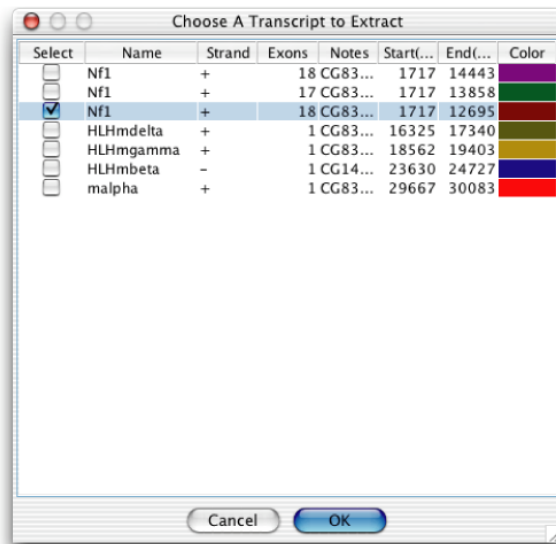 Choose A Transcript to Extract
Select Name Strand Exons Notes Start(... End(... Color
Nf1 + 18 CG83... 1717 14443
Nf1 + 17 CG83... 1717 13858
Nf1 + 18 CG83... 1717 12695
HLHmdelta + 1 CG83... 16325 17340
HLHmgamma + 1 CG83... 18562 19403
HLHmbeta – 1 CG14... 23630 24727
malpha + 1 CG83... 29667 30083
Cancel OK